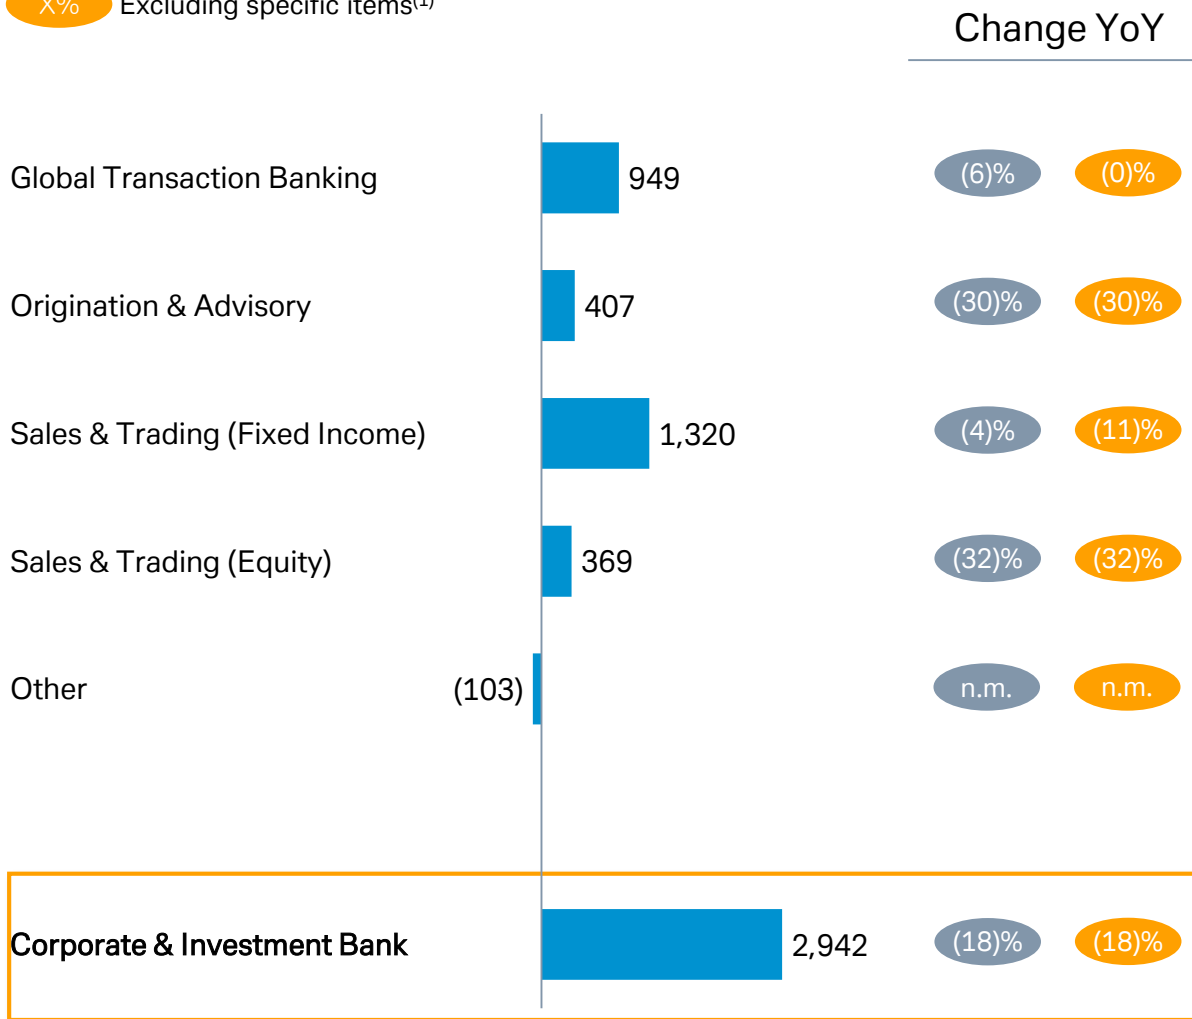 X% Excluding specific items(1)
Change YoY
Global Transaction Banking 949 (6)% (0)%
Origination & Advisory 407 (30)% (30)%
Sales & Trading (Fixed Income) 1,320 (4)% (11)%
Sales & Trading (Equity) 369 (32)% (32)%
Other (103) n.m. n.m.
Corporate & Investment Bank 2,942 (18)% (18)%